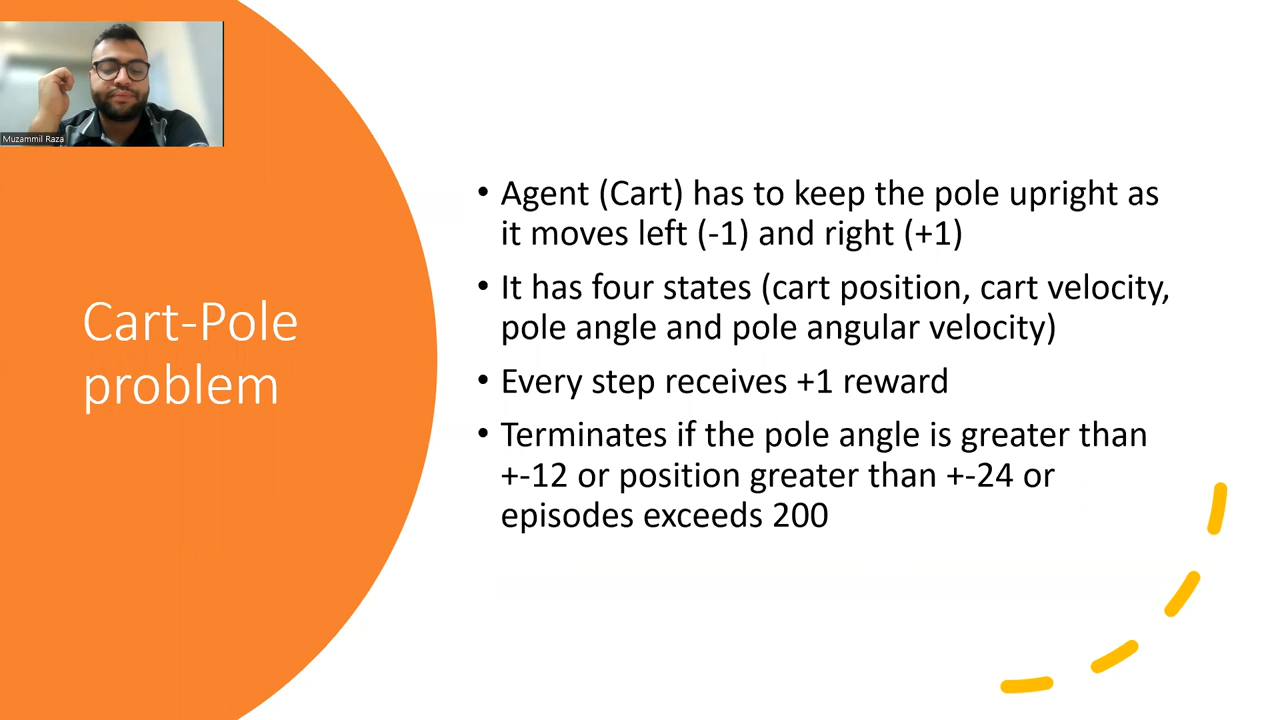 Muzammil Raza
Cart-Pole
problem
• Agent (Cart) has to keep the pole upright as
it moves left (-1) and right (+1)
• It has four states (cart position, cart velocity,
pole angle and pole angular velocity)
• Every step receives +1 reward
• Terminates if the pole angle is greater than
+-12 or position greater than +-24 or
episodes exceeds 200